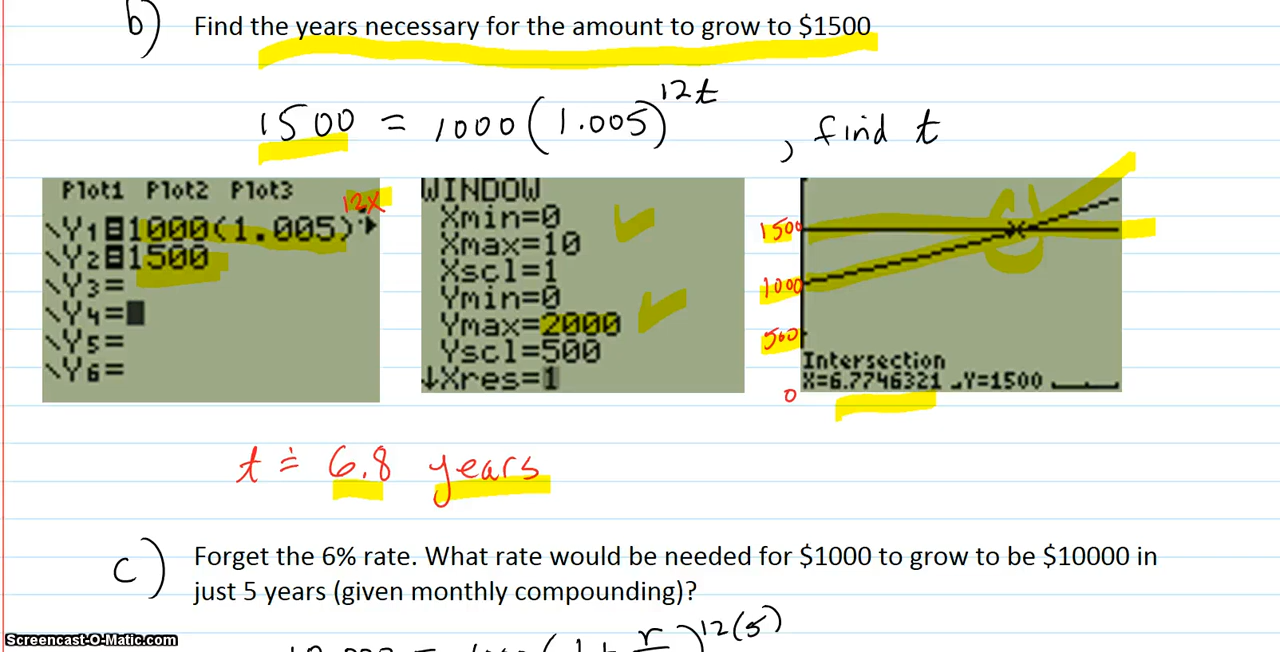 b) Find the years necessary for the amount to grow to $1500
1500 = 1000(1.005)^12t , find t
Plot1 Plot2 Plot3
12x
\Y1=1000(1.005)^
\Y2=1500
\Y3=
\Y4=
\Y5=
\Y6=
WINDOW
Xmin=0
Xmax=10
Xscl=1
Ymin=0
Ymax=2000
Yscl=500
↓Xres=1
1500
1000
500
0
Intersection
X=6.7746321 Y=1500
t ≐ 6.8 years
c) Forget the 6% rate. What rate would be needed for $1000 to grow to be $10000 in
just 5 years (given monthly compounding)?
r 12(5)
Screencast-O-Matic.com